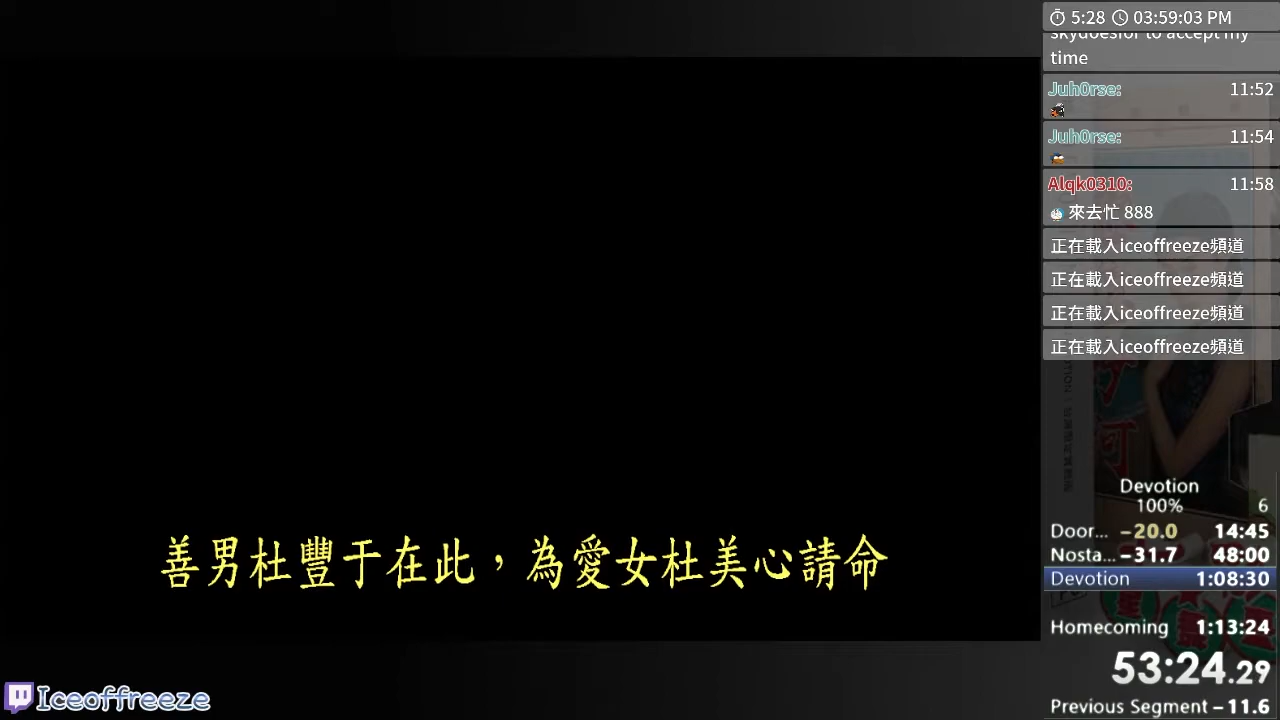 5:28 03:59:03 PM
skydoesfor to accept my
time
Juh0rse: 11:52
Juh0rse: 11:54
Alqk0310: 11:58
來去忙 888
正在載入iceoffreeze頻道
正在載入iceoffreeze頻道
正在載入iceoffreeze頻道
正在載入iceoffreeze頻道
Devotion
100% 6
Door... −20.0 14:45
Nosta... −31.7 48:00
Devotion 1:08:30
Homecoming 1:13:24
53:24.29
Previous Segment −11.6
善男杜豐于在此，為愛女杜美心請命
Iceoffreeze